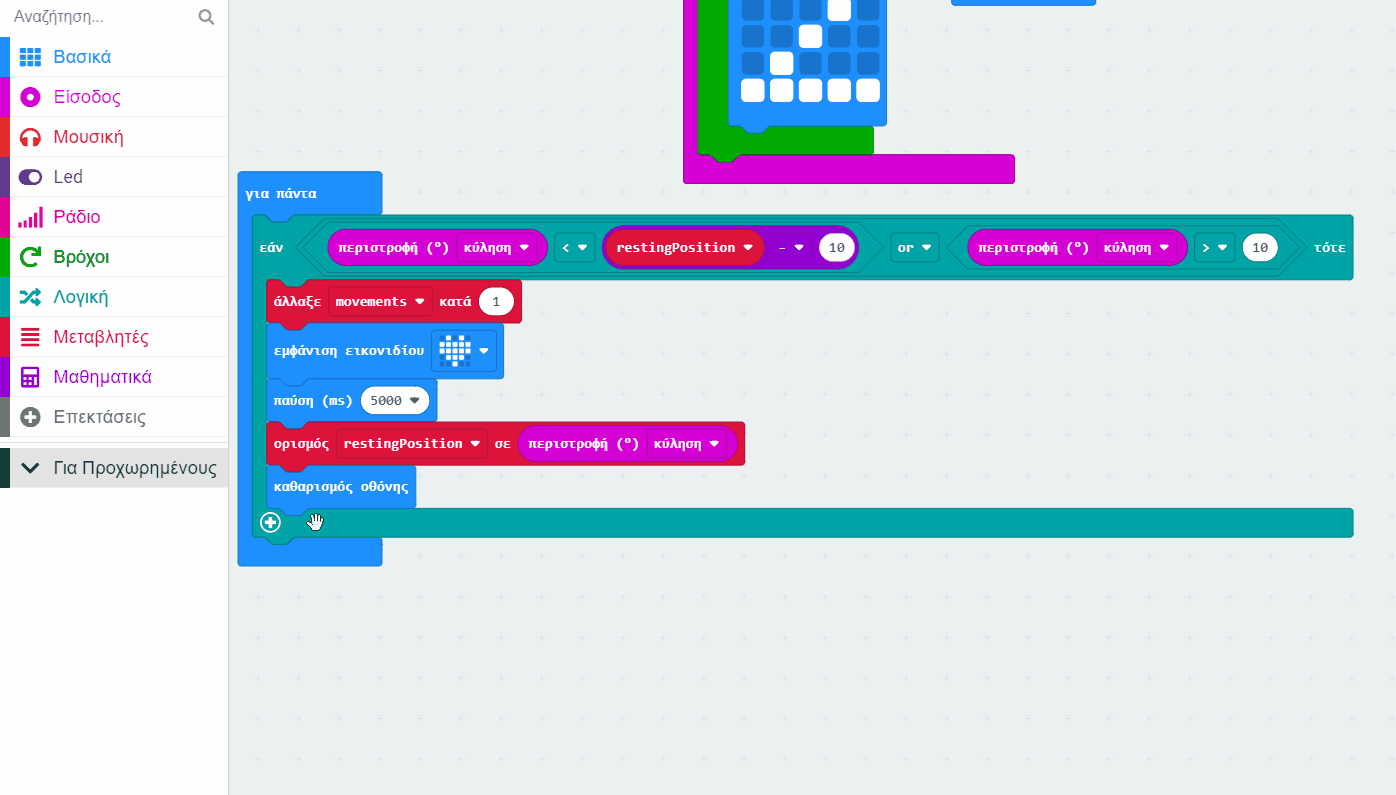 Αναζήτηση...
Βασικά
Είσοδος
Μουσική
Led
Ράδιο
Βρόχοι
Λογική
Μεταβλητές
Μαθηματικά
Επεκτάσεις
Για Προχωρημένους
για πάντα
εάν περιστροφή (°) κύληση < restingPosition - 10 or περιστροφή (°) κύληση > 10 τότε
άλλαξε movements κατά 1
εμφάνιση εικονιδίου
παύση (ms) 5000
ορισμός restingPosition σε περιστροφή (°) κύληση
καθαρισμός οθόνης